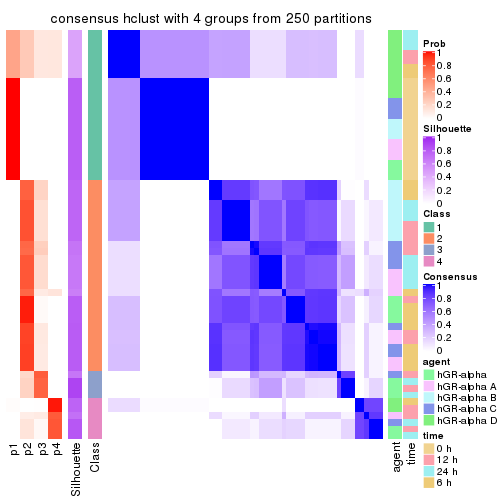 consensus hclust with 4 groups from 250 partitions
p1
p2
p3
p4
Silhouette
Class
agent
time
Prob
1
0.8
0.6
0.4
0.2
0
Silhouette
1
0.8
0.6
0.4
0.2
0
Class
1
2
3
4
Consensus
1
0.8
0.6
0.4
0.2
0
agent
hGR-alpha
hGR-alpha A
hGR-alpha B
hGR-alpha C
hGR-alpha D
time
0 h
12 h
24 h
6 h